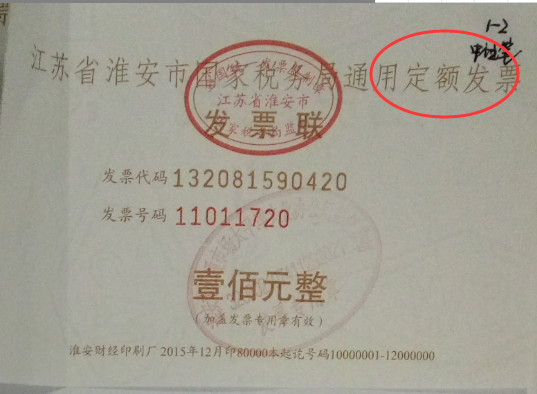 1-2
江苏省淮安市国家税务局通用定额发票
江苏省淮安市
发票联
发票代码 132081590420
发票号码 11011720
壹佰元整
(加盖发票专用章有效)
淮安财经印刷厂 2015年12月印80000本起讫号码10000001-12000000